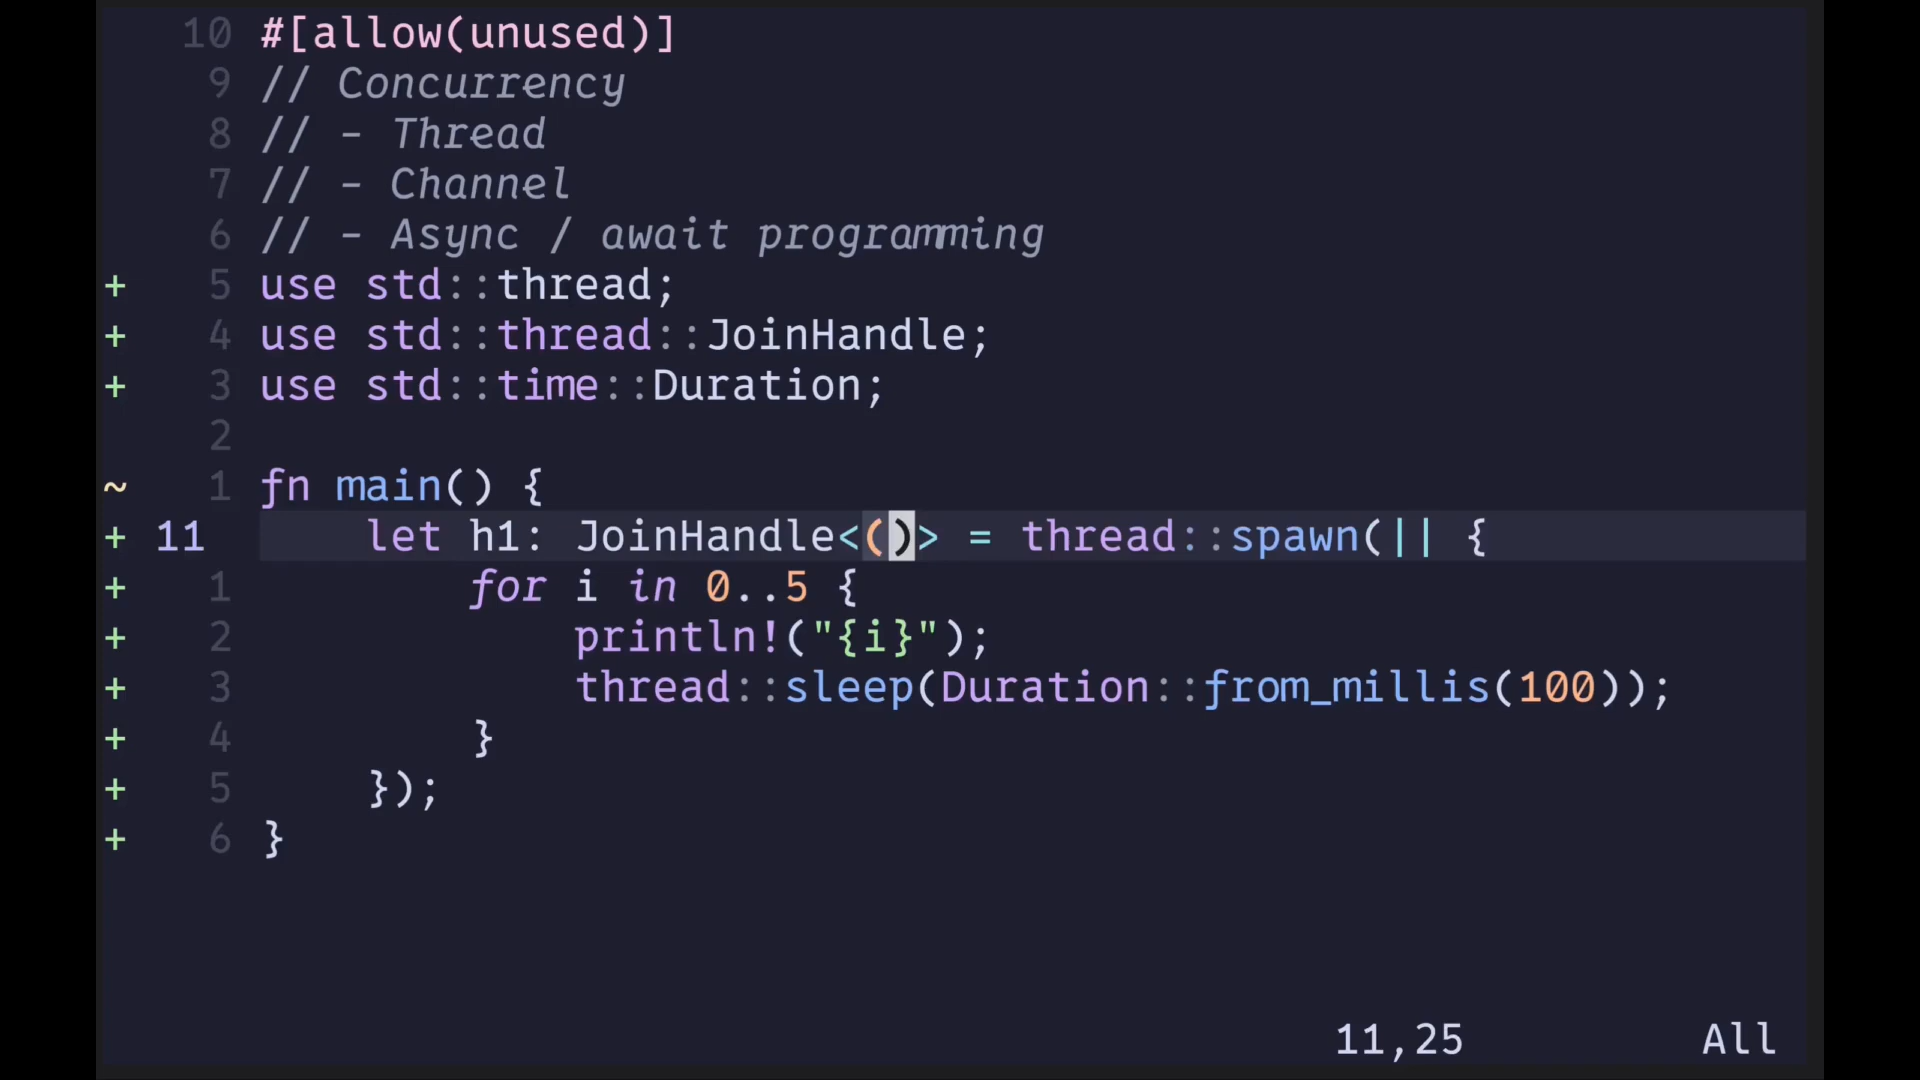 10 #[allow(unused)]
9 // Concurrency
8 // - Thread
7 // - Channel
6 // - Async / await programming
+ 5 use std::thread;
+ 4 use std::thread::JoinHandle;
+ 3 use std::time::Duration;
2
~ 1 fn main() {
+ 11     let h1: JoinHandle<()> = thread::spawn(|| {
+ 1         for i in 0..5 {
+ 2             println!("{i}");
+ 3             thread::sleep(Duration::from_millis(100));
+ 4         }
+ 5     });
+ 6 }
11,25 All